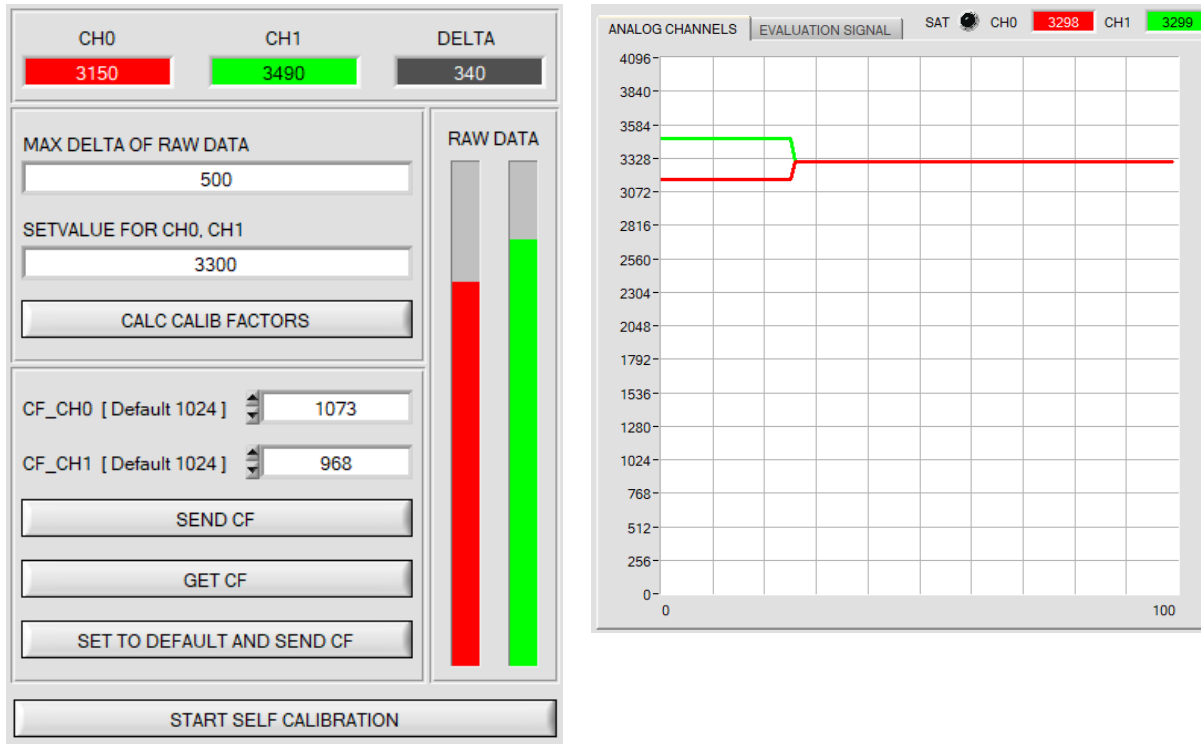 CH0 CH1 DELTA
3150 3490 340
MAX DELTA OF RAW DATA
500
SETVALUE FOR CH0, CH1
3300
CALC CALIB FACTORS
CF_CH0 [ Default 1024 ] 1073
CF_CH1 [ Default 1024 ] 968
SEND CF
GET CF
SET TO DEFAULT AND SEND CF
RAW DATA
START SELF CALIBRATION
ANALOG CHANNELS EVALUATION SIGNAL SAT CH0 3298 CH1 3299
4096
3840
3584
3328
3072
2816
2560
2304
2048
1792
1536
1280
1024
768
512
256
0
0 100